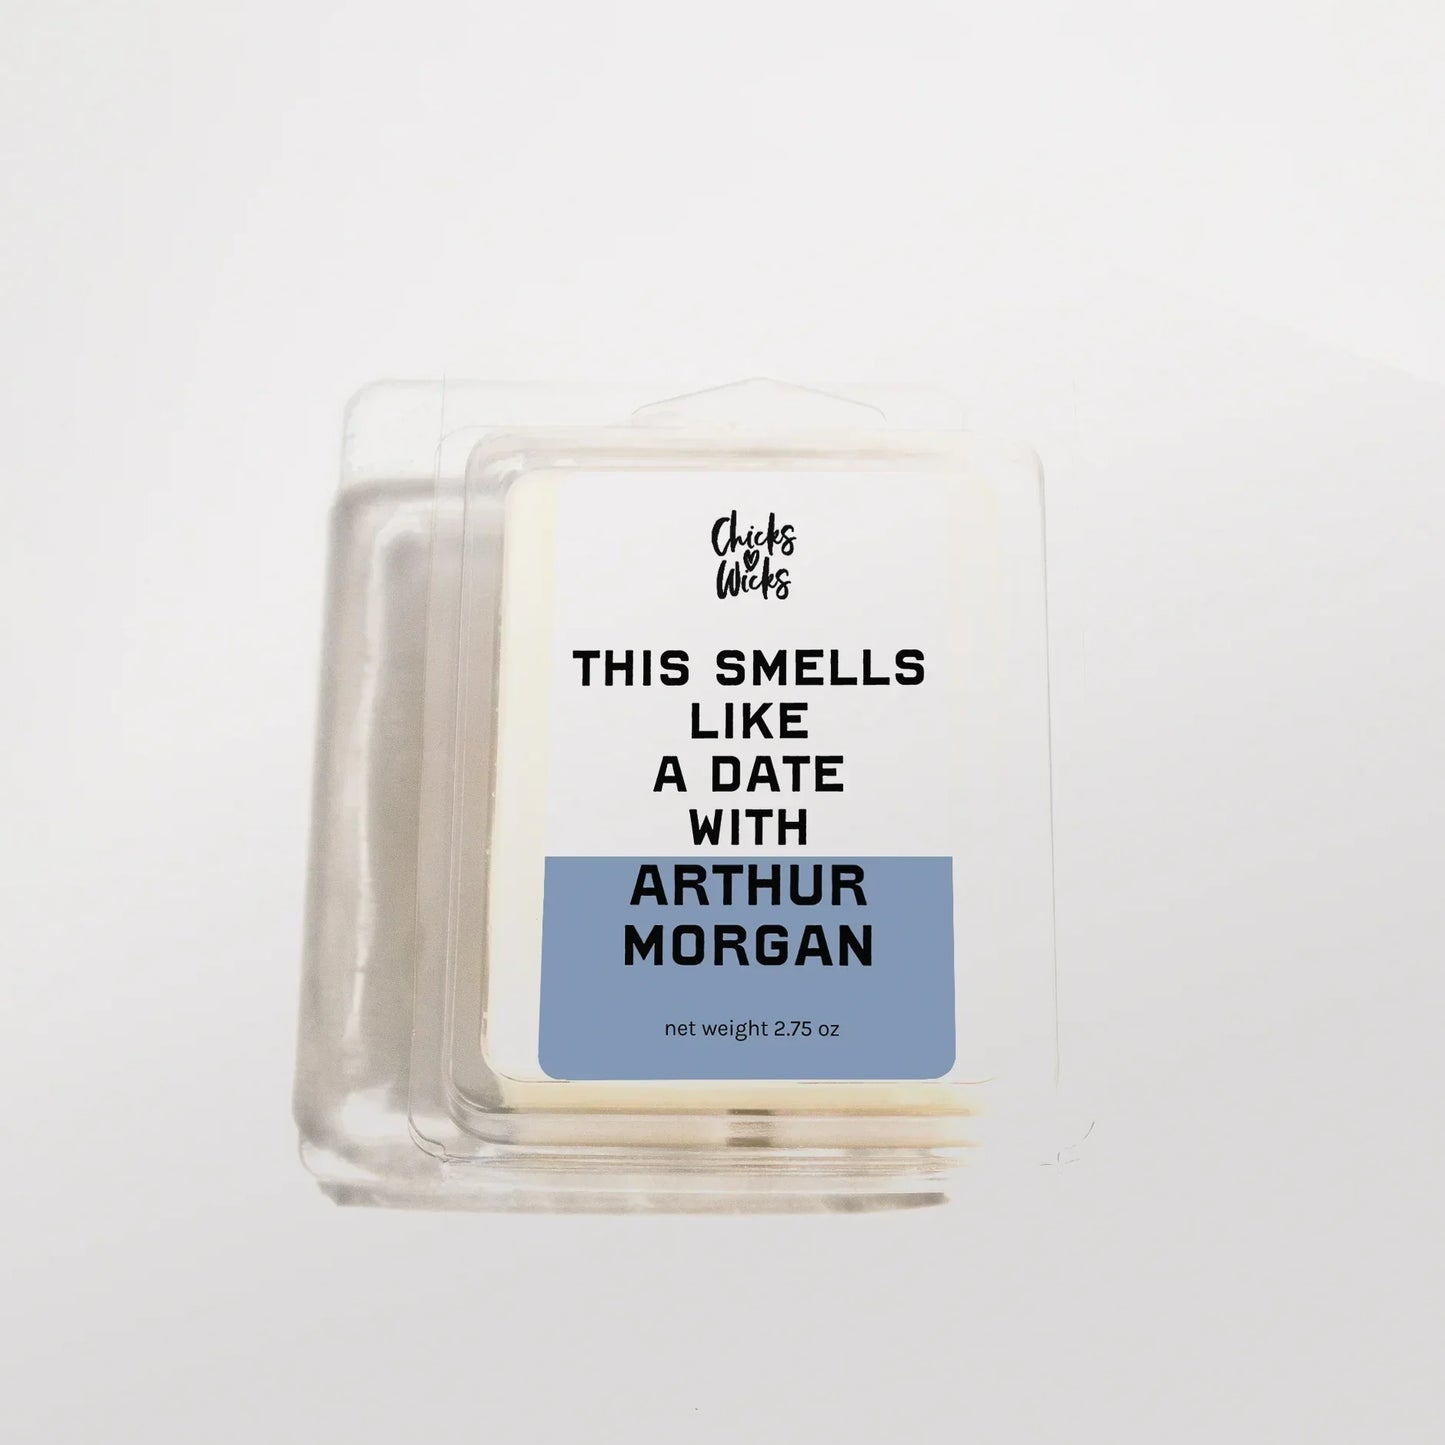 Chicks
Wicks
THIS SMELLS
LIKE
A DATE
WITH
ARTHUR
MORGAN
net weight 2.75 oz